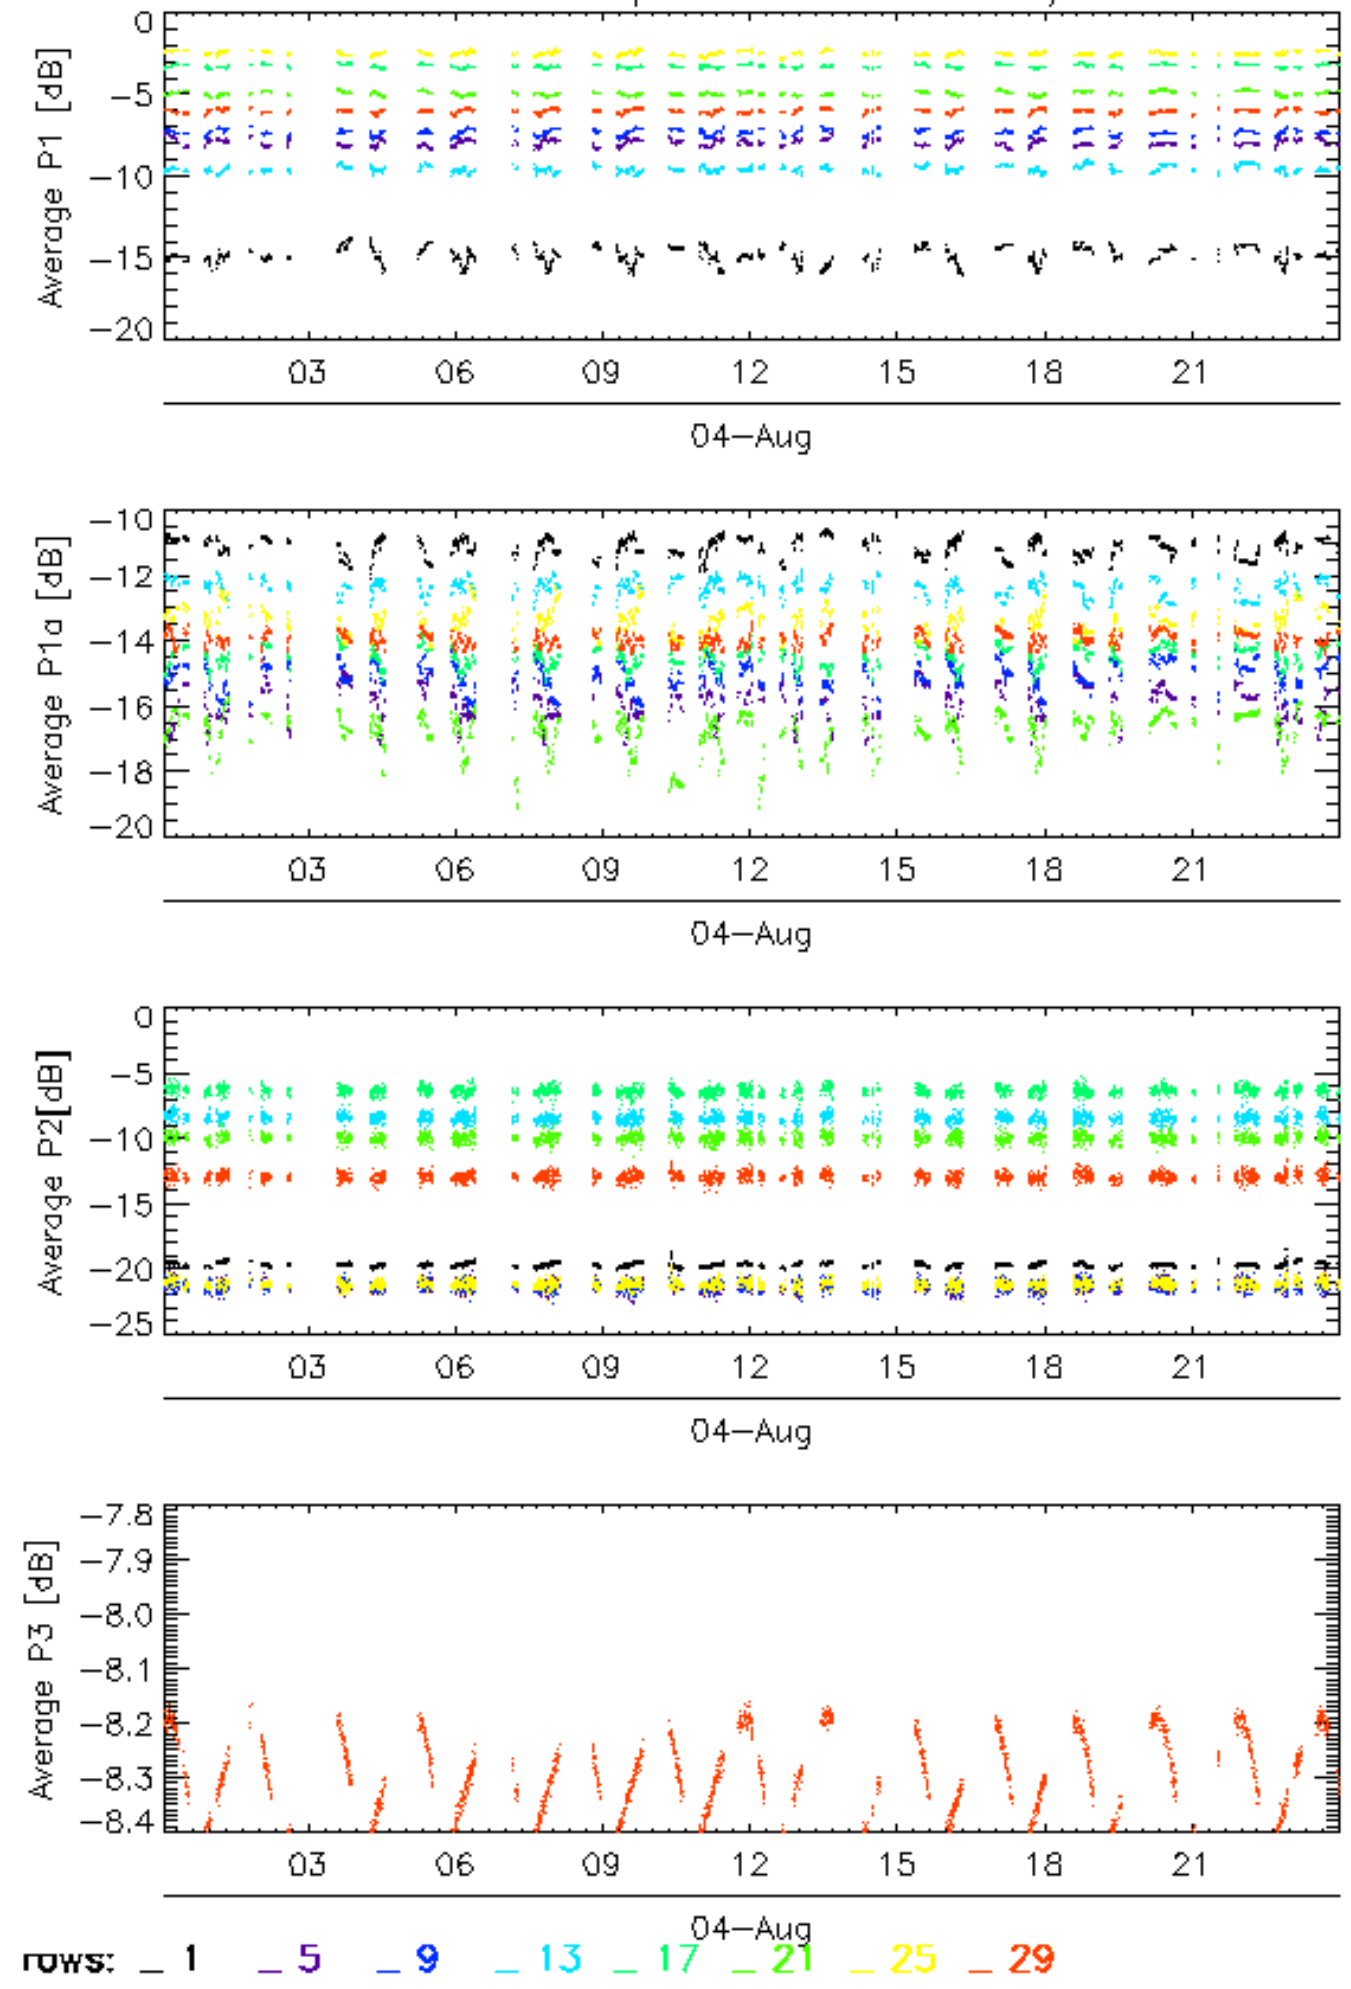 0
−5
−10
−15
−20
Average P1 [dB]
03 06 09 12 15 18 21
04−Aug
−10
−12
−14
−16
−18
−20
Average P1a [dB]
03 06 09 12 15 18 21
04−Aug
0
−5
−10
−15
−20
−25
Average P2[dB]
03 06 09 12 15 18 21
04−Aug
−7.8
−7.9
−8.0
−8.1
−8.2
−8.3
−8.4
Average P3 [dB]
03 06 09 12 15 18 21
04−Aug
rows: _ 1 _ 5 _ 9 _ 13 _ 17 _ 21 _ 25 _ 29